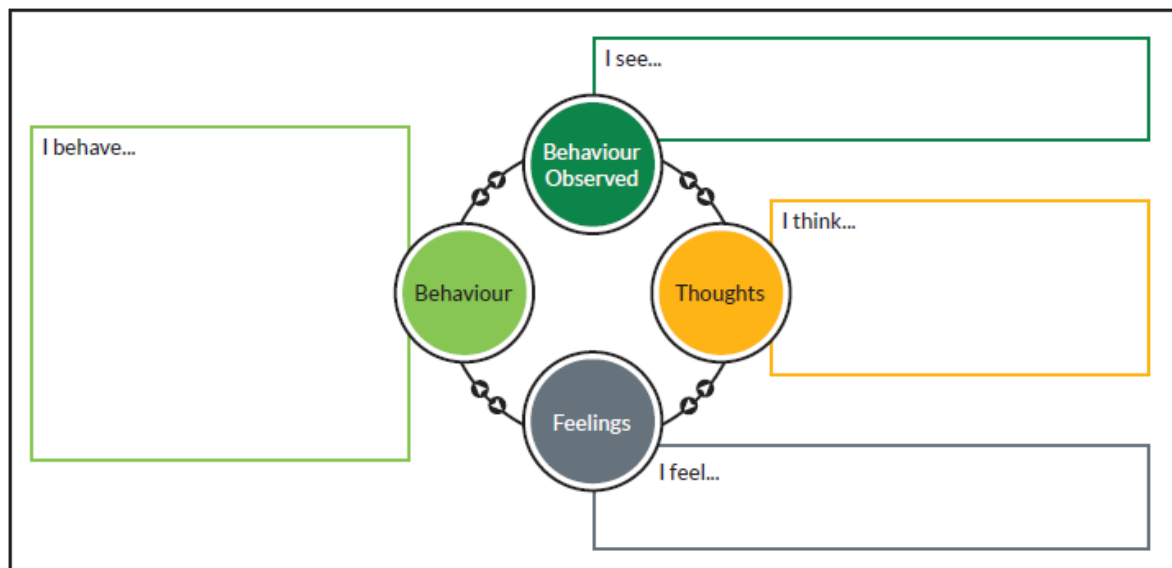 I see...
Behaviour
Observed
I behave...
I think...
Behaviour
Thoughts
Feelings
I feel...